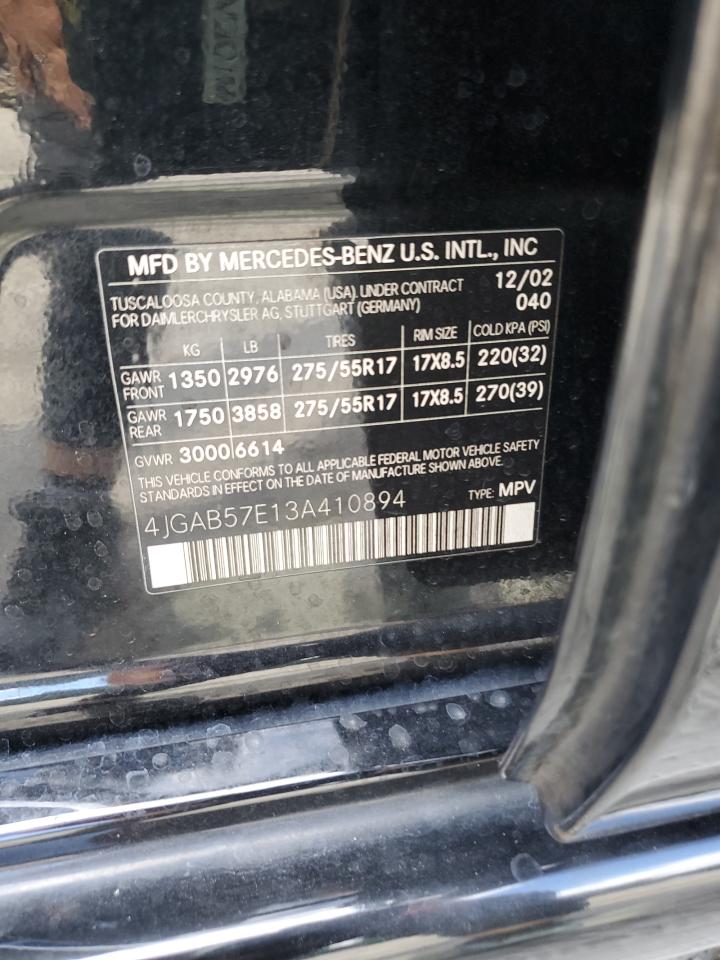 MFD BY MERCEDES-BENZ U.S. INTL., INC
TUSCALOOSA COUNTY, ALABAMA (USA). UNDER CONTRACT 12/02
FOR DAIMLERCHRYSLER AG, STUTTGART (GERMANY) 040
KG LB TIRES RIM SIZE COLD KPA (PSI)
GAWR FRONT 1350 2976 275/55R17 17X8.5 220(32)
GAWR REAR 1750 3858 275/55R17 17X8.5 270(39)
GVWR 3000 6614
THIS VEHICLE CONFORMS TO ALL APPLICABLE FEDERAL MOTOR VEHICLE SAFETY
STANDARDS IN EFFECT ON THE DATE OF MANUFACTURE SHOWN ABOVE.
4JGAB57E13A410894 TYPE: MPV